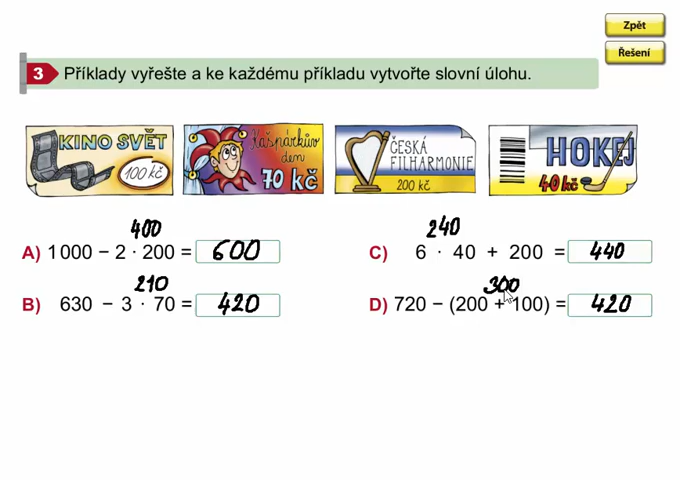 Zpět
Řešení
3 Příklady vyřešte a ke každému příkladu vytvořte slovní úlohu.
KINO SVĚT
100 kč
Kašpárkův
den
70 kč
ČESKÁ
FILHARMONIE
200 kč
HOKEJ
40 kč
400
A) 1000 − 2 · 200 = 600
210
B) 630 − 3 · 70 = 420
240
C) 6 · 40 + 200 = 440
300
D) 720 − (200 + 100) = 420